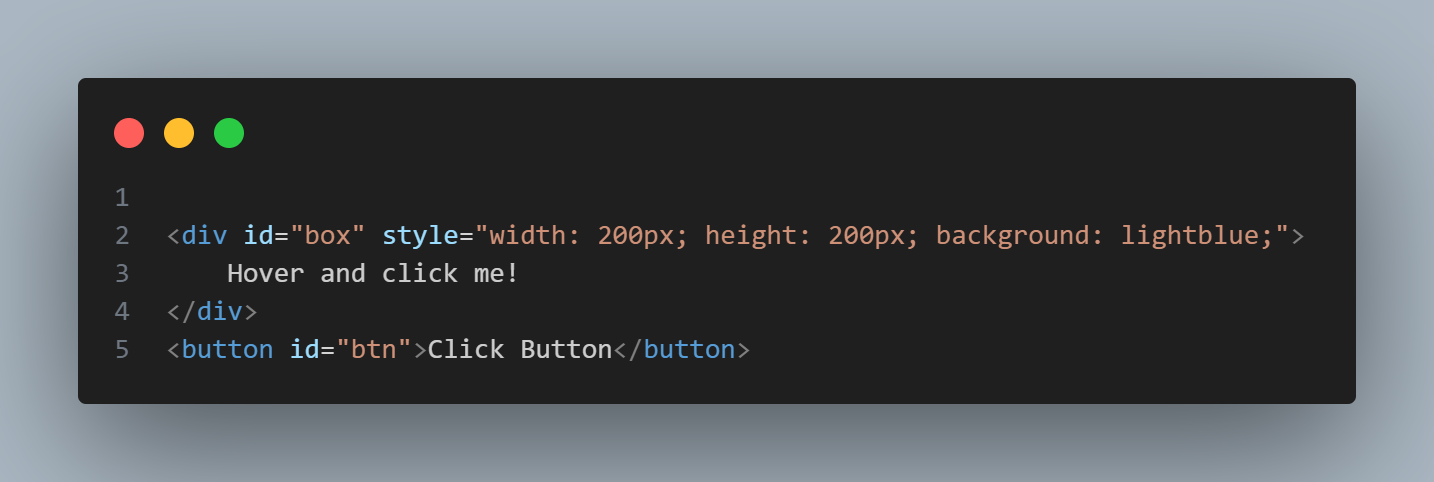 1
2 <div id="box" style="width: 200px; height: 200px; background: lightblue;">
3     Hover and click me!
4 </div>
5 <button id="btn">Click Button</button>